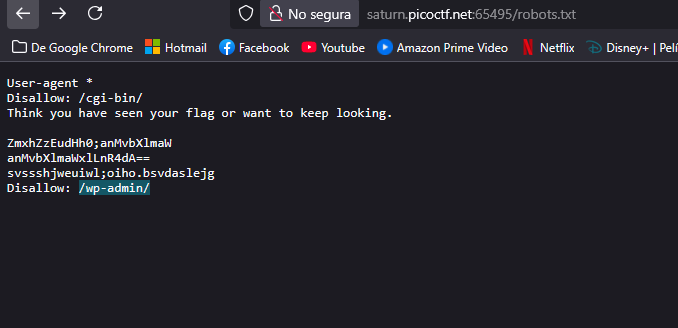 No segura
saturn.picoctf.net:65495/robots.txt
De Google Chrome
Hotmail
Facebook
Youtube
Amazon Prime Video
Netflix
Disney+ | Pelí
User-agent *
Disallow: /cgi-bin/
Think you have seen your flag or want to keep looking.
ZmxhZzEudHh0;anMvbXlmaW
anMvbXlmaWxlLnR4dA==
svssshjweuiwl;oiho.bsvdaslejg
Disallow: /wp-admin/